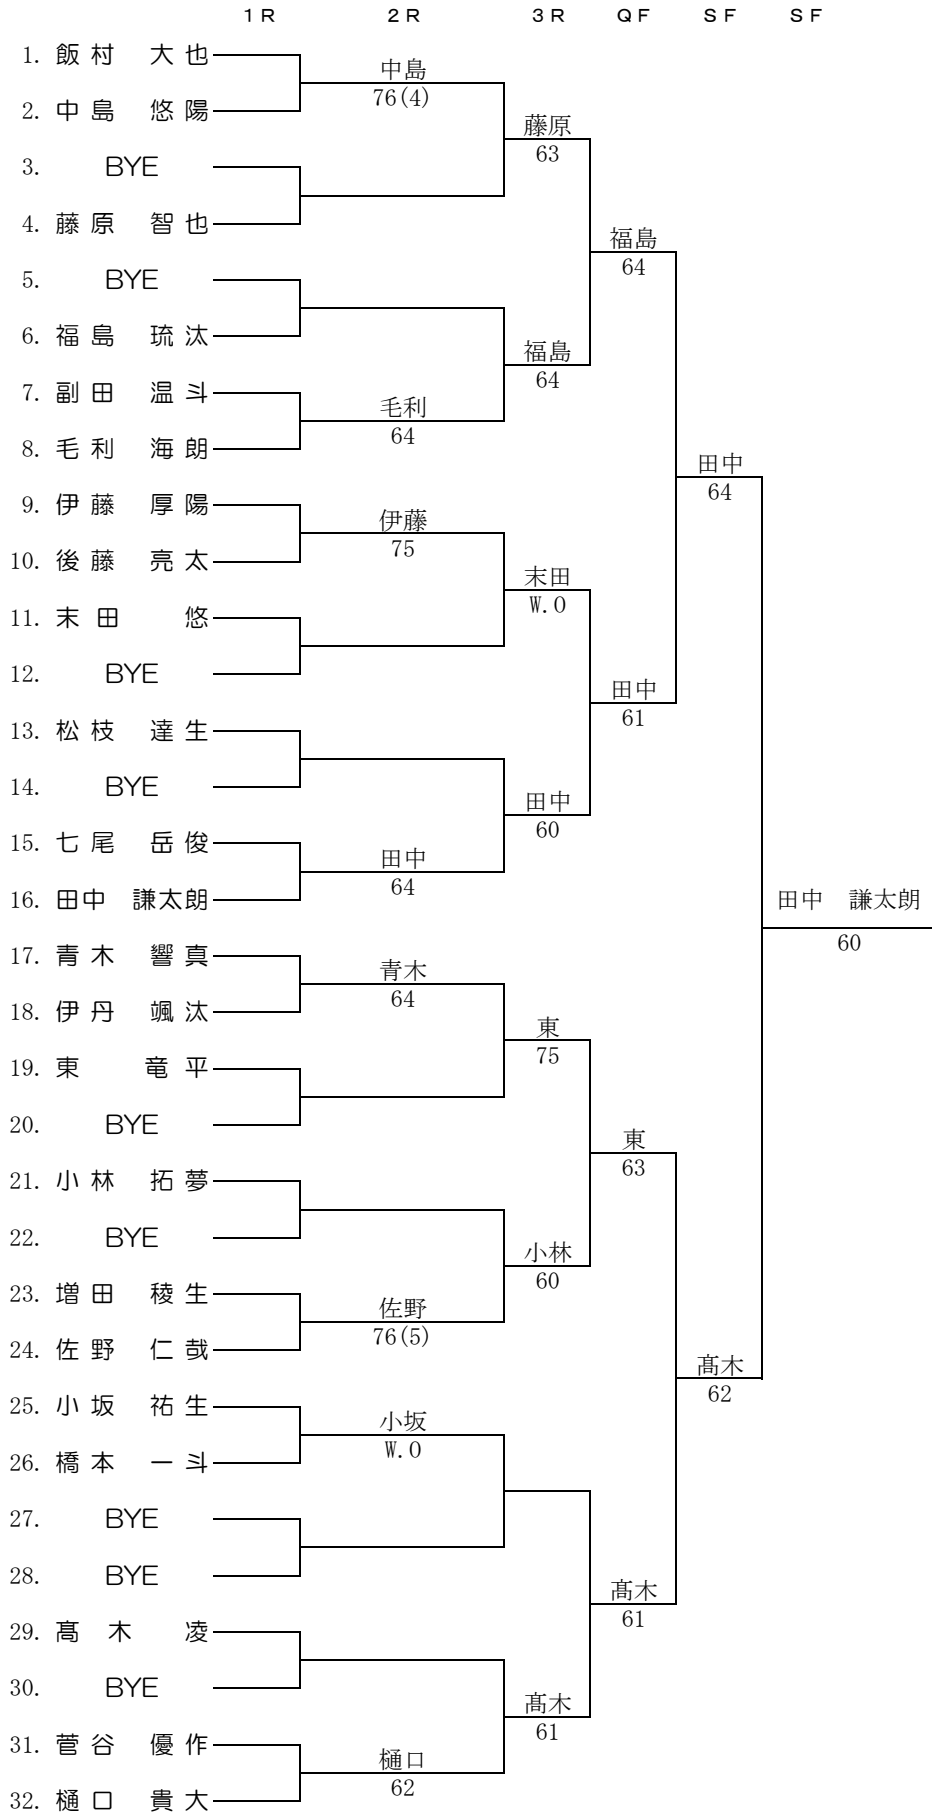 １Ｒ ２Ｒ ３Ｒ ＱＦ ＳＦ ＳＦ
1. 飯村 大也
中島
76(4)
2. 中島 悠陽
藤原
63
3. BYE
4. 藤原 智也
福島
64
5. BYE
6. 福島 琉汰
福島
64
7. 副田 温斗
毛利
64
8. 毛利 海朗
田中
64
9. 伊藤 厚陽
伊藤
75
10. 後藤 亮太
末田
W.O
11. 末田 悠
12. BYE
田中
61
13. 松枝 達生
14. BYE
田中
60
15. 七尾 岳俊
田中
64
16. 田中 謙太朗
田中 謙太朗
60
17. 青木 響真
青木
64
18. 伊丹 颯汰
東
75
19. 東 竜平
20. BYE
東
63
21. 小林 拓夢
22. BYE
小林
60
23. 増田 稜生
佐野
76(5)
24. 佐野 仁哉
髙木
62
25. 小坂 祐生
小坂
W.O
26. 橋本 一斗
27. BYE
28. BYE
髙木
61
29. 髙木 凌
30. BYE
髙木
61
31. 菅谷 優作
樋口
62
32. 樋口 貴大